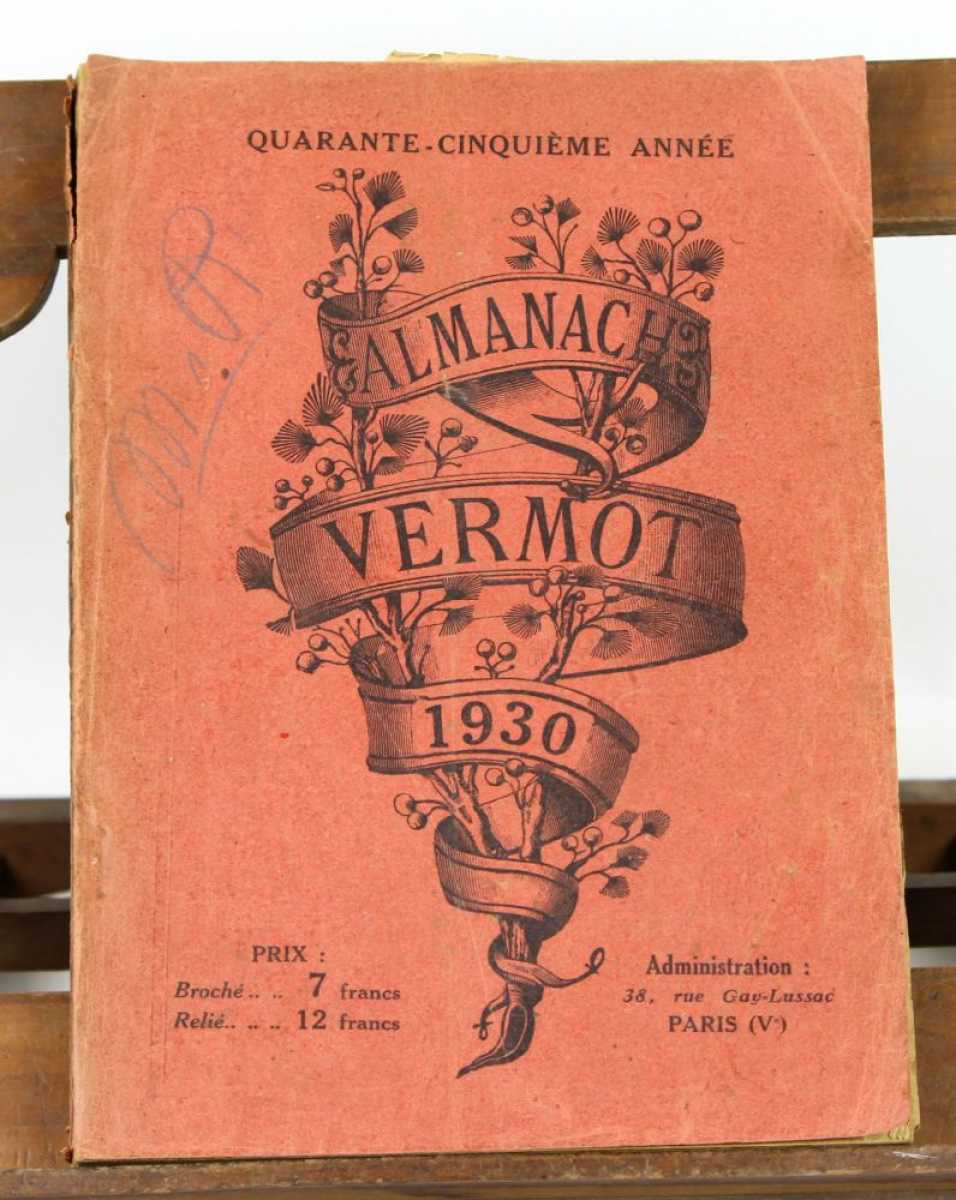 QUARANTE-CINQUIÈME ANNÉE
ALMANACH
VERMOT
1930
PRIX :
Broché .. .. 7 francs
Relié.. .. .. 12 francs
Administration :
38, rue Gay-Lussac
PARIS (Vᵉ)